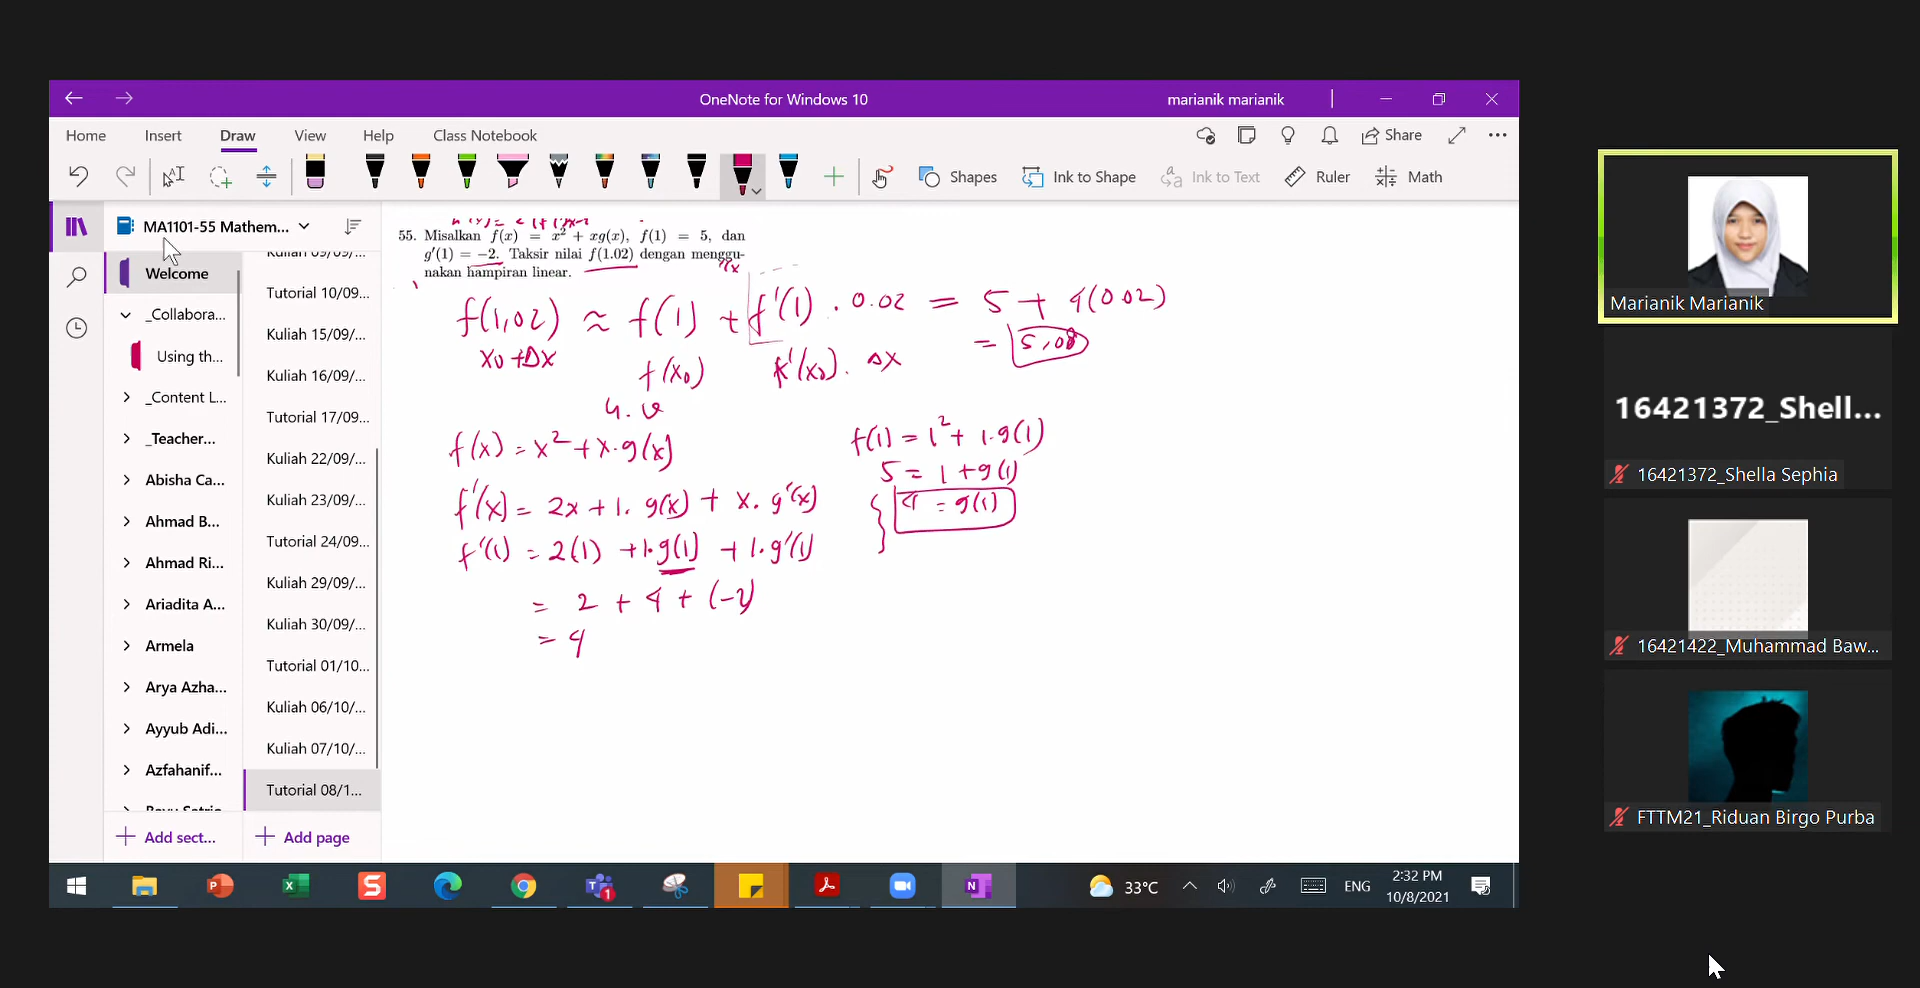 OneNote for Windows 10
marianik marianik
Home Insert Draw View Help Class Notebook
Share
Shapes Ink to Shape Ink to Text Ruler Math
MA1101-55 Mathem...
Welcome
_Collabora...
Using th...
_Content L...
_Teacher...
Abisha Ca...
Ahmad B...
Ahmad Ri...
Ariadita A...
Armela
Arya Azha...
Ayyub Adi...
Azfahanif...
Add sect...
Kuliah 09/09/...
Tutorial 10/09...
Kuliah 15/09/...
Kuliah 16/09/...
Tutorial 17/09...
Kuliah 22/09/...
Kuliah 23/09/...
Tutorial 24/09...
Kuliah 29/09/...
Kuliah 30/09/...
Tutorial 01/10...
Kuliah 06/10/...
Kuliah 07/10/...
Tutorial 08/1...
Add page
55. Misalkan f(x) = x² + xg(x), f(1) = 5, dan
g′(1) = −2. Taksir nilai f(1.02) dengan menggu-
nakan hampiran linear.
f(1,02) ≈ f(1) + f′(1) . 0.02 = 5 + 4(0.02)
= 5,08
x0 + Δx f(x0) f′(x0). Δx
f(x) = x² + x.g(x)
f′(x) = 2x + 1. g(x) + x. g′(x)
f′(1) = 2(1) + 1.g(1) + 1.g′(1)
= 2 + 4 + (-2)
= 4
f(1) = 1² + 1.g(1)
5 = 1 + g(1)
4 = g(1)
33°C
ENG
2:32 PM
10/8/2021
Marianik Marianik
16421372_Shell...
16421372_Shella Sephia
16421422_Muhammad Baw...
FTTM21_Riduan Birgo Purba